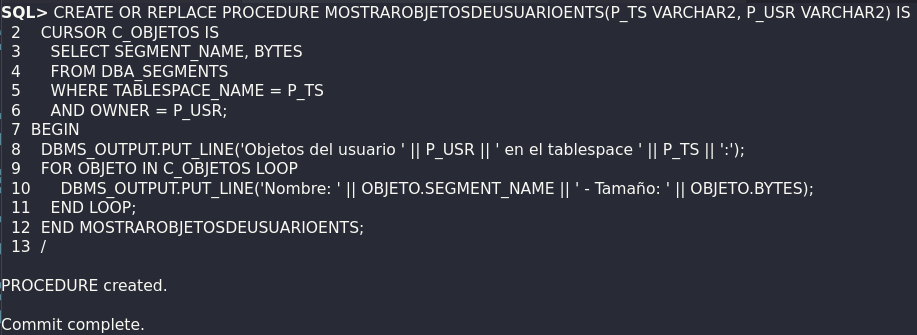 SQL> CREATE OR REPLACE PROCEDURE MOSTRAROBJETOSDEUSUARIOENTS(P_TS VARCHAR2, P_USR VARCHAR2) IS
2 CURSOR C_OBJETOS IS
3 SELECT SEGMENT_NAME, BYTES
4 FROM DBA_SEGMENTS
5 WHERE TABLESPACE_NAME = P_TS
6 AND OWNER = P_USR;
7 BEGIN
8 DBMS_OUTPUT.PUT_LINE('Objetos del usuario ' || P_USR || ' en el tablespace ' || P_TS || ':');
9 FOR OBJETO IN C_OBJETOS LOOP
10 DBMS_OUTPUT.PUT_LINE('Nombre: ' || OBJETO.SEGMENT_NAME || ' - Tamaño: ' || OBJETO.BYTES);
11 END LOOP;
12 END MOSTRAROBJETOSDEUSUARIOENTS;
13 /
PROCEDURE created.
Commit complete.